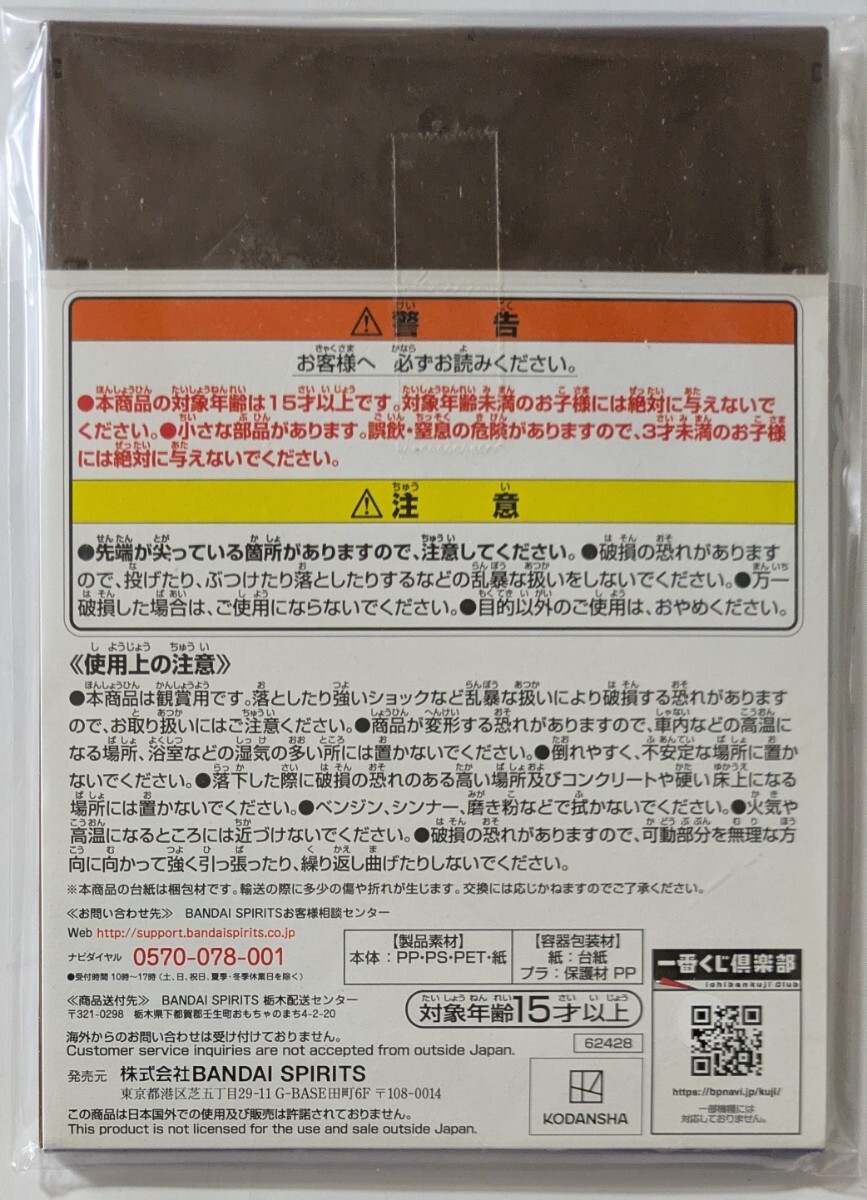 ⚠警告
お客様へ 必ずお読みください。
●本商品の対象年齢は15才以上です。対象年齢未満のお子様には絶対に与えないで
ください。●小さな部品があります。誤飲・窒息の危険がありますので、3才未満のお子様
には絶対に与えないでください。
⚠注意
●先端が尖っている箇所がありますので、注意してください。●破損の恐れがあります
ので、投げたり、ぶつけたり落としたりするなどの乱暴な扱いをしないでください。●万一
破損した場合は、ご使用にならないでください。●目的以外のご使用は、おやめください。
《使用上の注意》
●本商品は観賞用です。落としたり強いショックなど乱暴な扱いにより破損する恐れがあります
ので、お取り扱いにはご注意ください。●商品が変形する恐れがありますので、車内などの高温に
なる場所、浴室などの湿気の多い所には置かないでください。●倒れやすく、不安定な場所に置か
ないでください。●落下した際に破損の恐れのある高い場所及びコンクリートや硬い床上になる
場所には置かないでください。●ベンジン、シンナー、磨き粉などで拭かないでください。●火気や
高温になるところには近づけないでください。●破損の恐れがありますので、可動部分を無理な方
向に向かって強く引っ張ったり、繰り返し曲げたりしないでください。
※本商品の台紙は梱包材です。輸送の際に多少の傷や折れが生じます。交換には応じかねますのでご了承ください。
≪お問い合わせ先≫ BANDAI SPIRITSお客様相談センター
Web http://support.bandaispirits.co.jp
ナビダイヤル 0570-078-001
●受付時間 10時〜17時(土、日、祝日、夏季・冬季休業日を除く)
≪商品送付先≫ BANDAI SPIRITS 栃木配送センター
〒321-0298 栃木県下都賀郡壬生町おもちゃのまち4-2-20
海外からのお問い合わせは受け付けておりません。
Customer service inquiries are not accepted from outside Japan.
発売元 株式会社BANDAI SPIRITS
東京都港区芝五丁目29-11 G-BASE田町6F 〒108-0014
この商品は日本国外での使用及び販売は許諾されておりません。
This product is not licensed for the use and sale outside Japan.
【製品素材】
本体：PP・PS・PET・紙
【容器包装材】
紙：台紙
プラ：保護材 PP
対象年齢15才以上
62428
KODANSHA
一番くじ倶楽部
ichibankuji Club
https://bpnavi.jp/kuji/
一部機種には
対応しておりません。